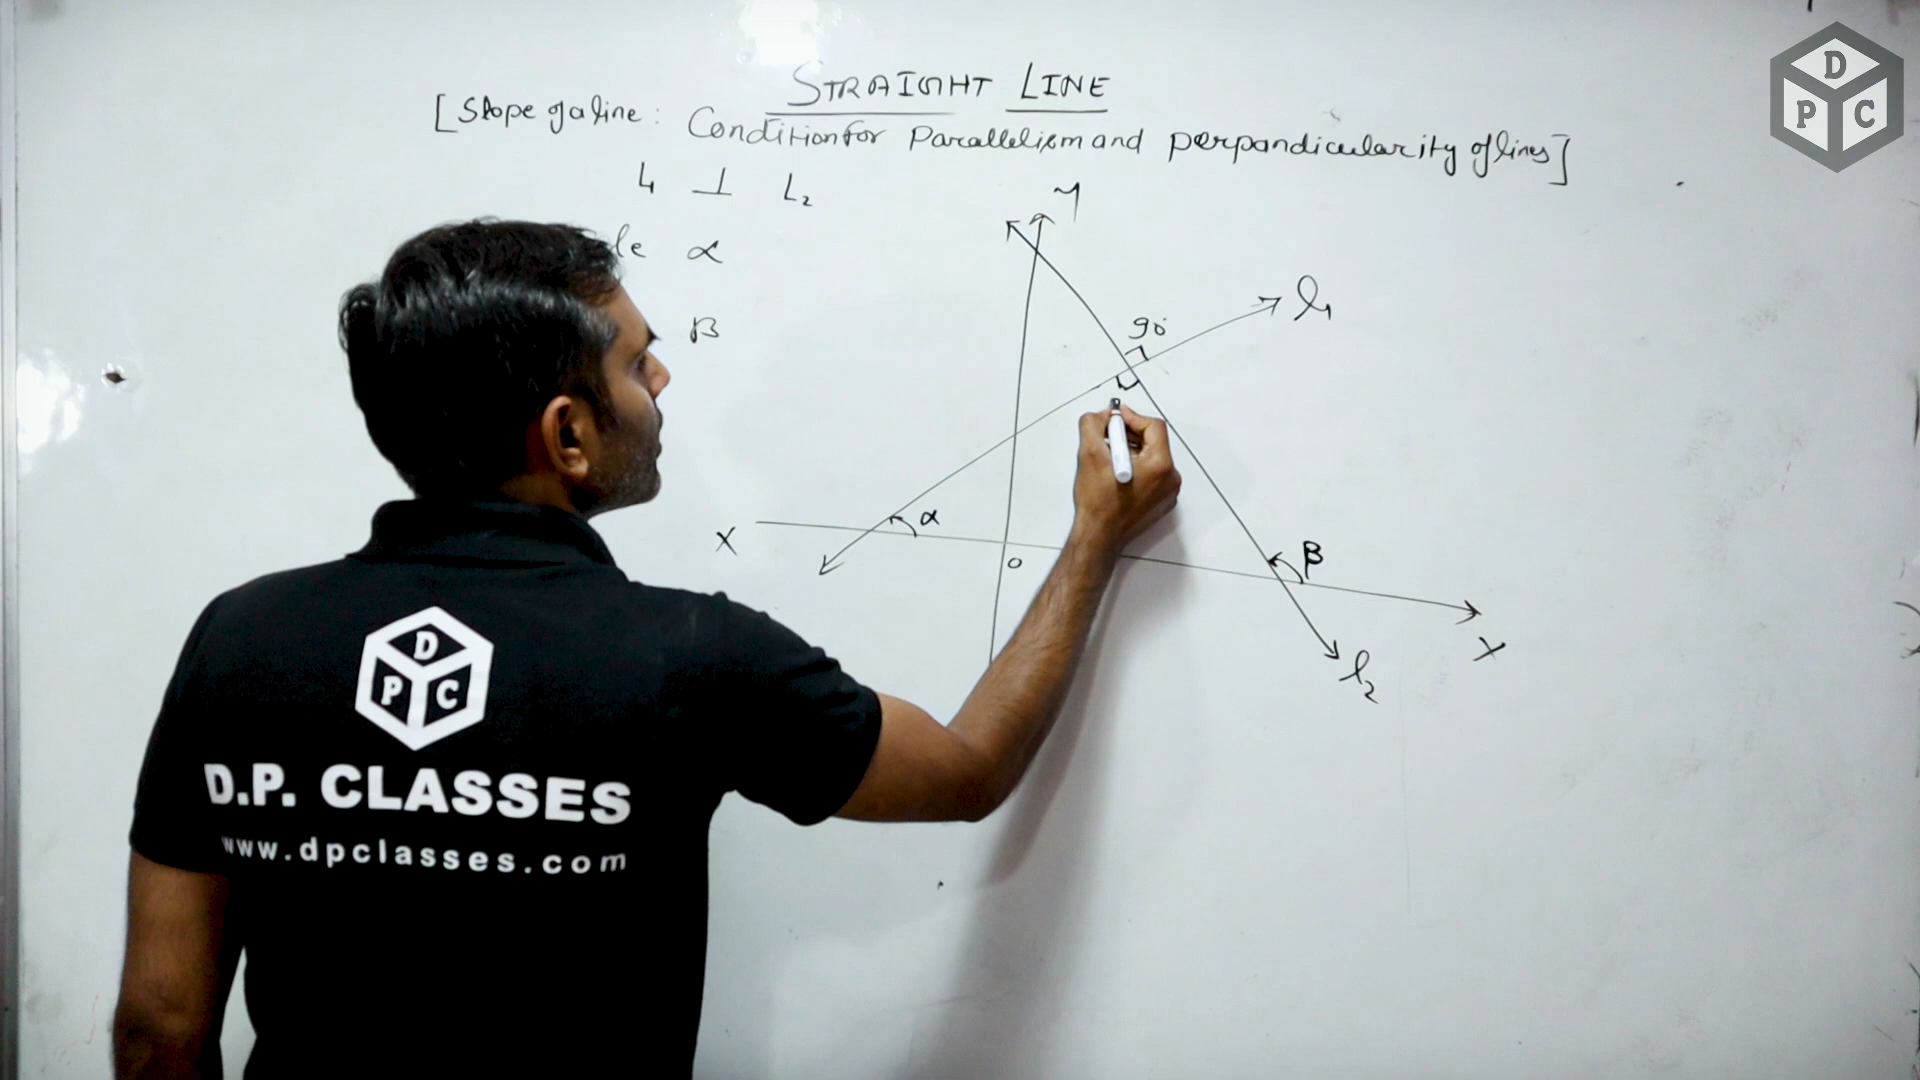 STRAIGHT LINE
[Slope of a line: Condition for Parallelism and perpandicularity of lines]
L1 ⊥ L2
α
β
Y
l1
90°
α
X
O
β
X
l2
D
P C
D
P C
D.P. CLASSES
www.dpclasses.com